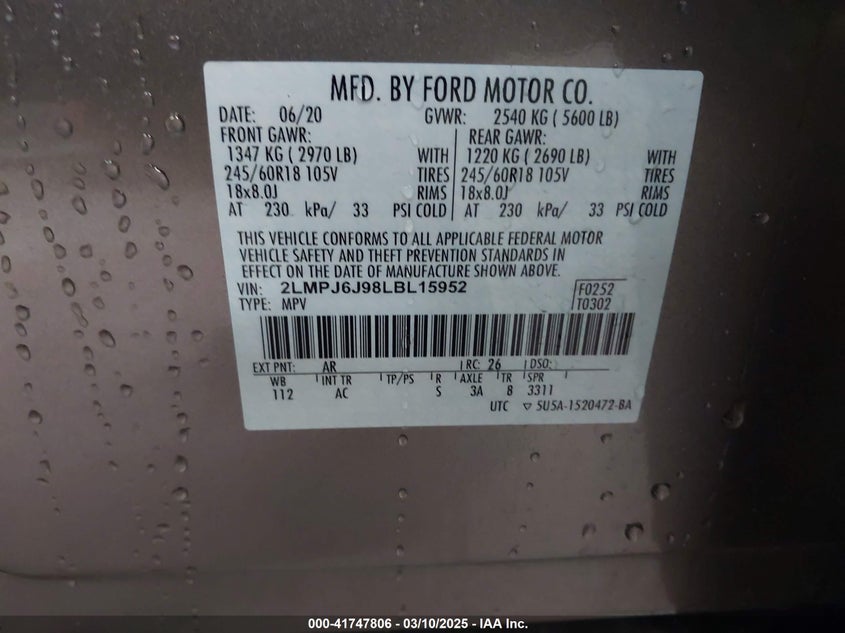 MFD. BY FORD MOTOR CO.
DATE: 06/20 GVWR: 2540 KG ( 5600 LB)
FRONT GAWR: REAR GAWR:
1347 KG ( 2970 LB) WITH 1220 KG ( 2690 LB) WITH
245/60R18 105V TIRES 245/60R18 105V TIRES
18x8.0J RIMS 18x8.0J RIMS
AT 230 kPa/ 33 PSI COLD AT 230 kPa/ 33 PSI COLD
THIS VEHICLE CONFORMS TO ALL APPLICABLE FEDERAL MOTOR
VEHICLE SAFETY AND THEFT PREVENTION STANDARDS IN
EFFECT ON THE DATE OF MANUFACTURE SHOWN ABOVE.
VIN: 2LMPJ6J98LBL15952 F0252
TYPE: MPV T0302
EXT PNT: AR RC: 26 DSO:
WB INT TR TP/PS R AXLE TR SPR
112 AC S 3A B 3311
UTC ▽ 5U5A-1520472-BA
000-41747806 - 03/10/2025 - IAA Inc.